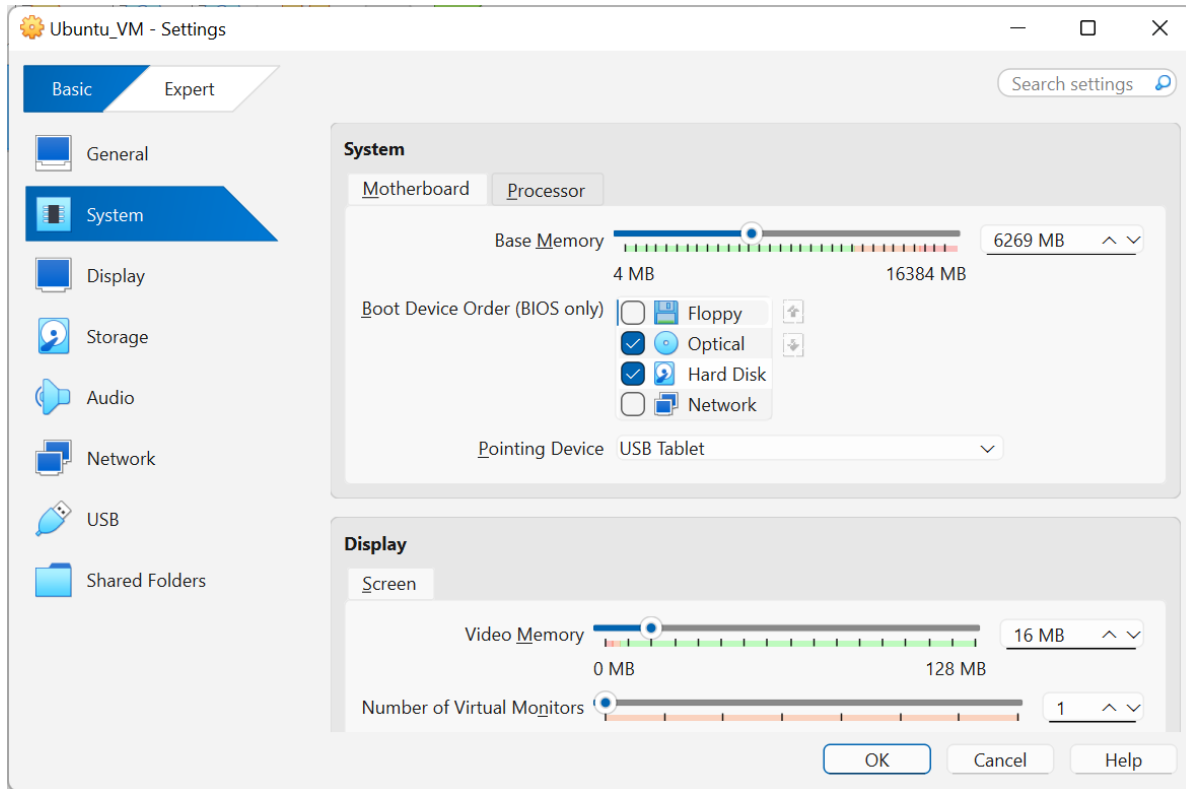 Ubuntu_VM - Settings
Basic Expert
Search settings
General
System
Display
Storage
Audio
Network
USB
Shared Folders
System
Motherboard Processor
Base Memory 6269 MB
4 MB 16384 MB
Boot Device Order (BIOS only) Floppy
Optical
Hard Disk
Network
Pointing Device USB Tablet
Display
Screen
Video Memory 16 MB
0 MB 128 MB
Number of Virtual Monitors 1
OK Cancel Help